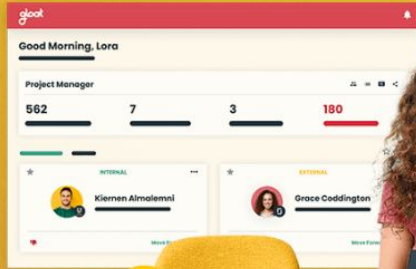 gloat
Good Morning, Lora
Project Manager
562 7 3 180
INTERNAL EXTERNAL
Kiernen Almalemni Grace Coddington